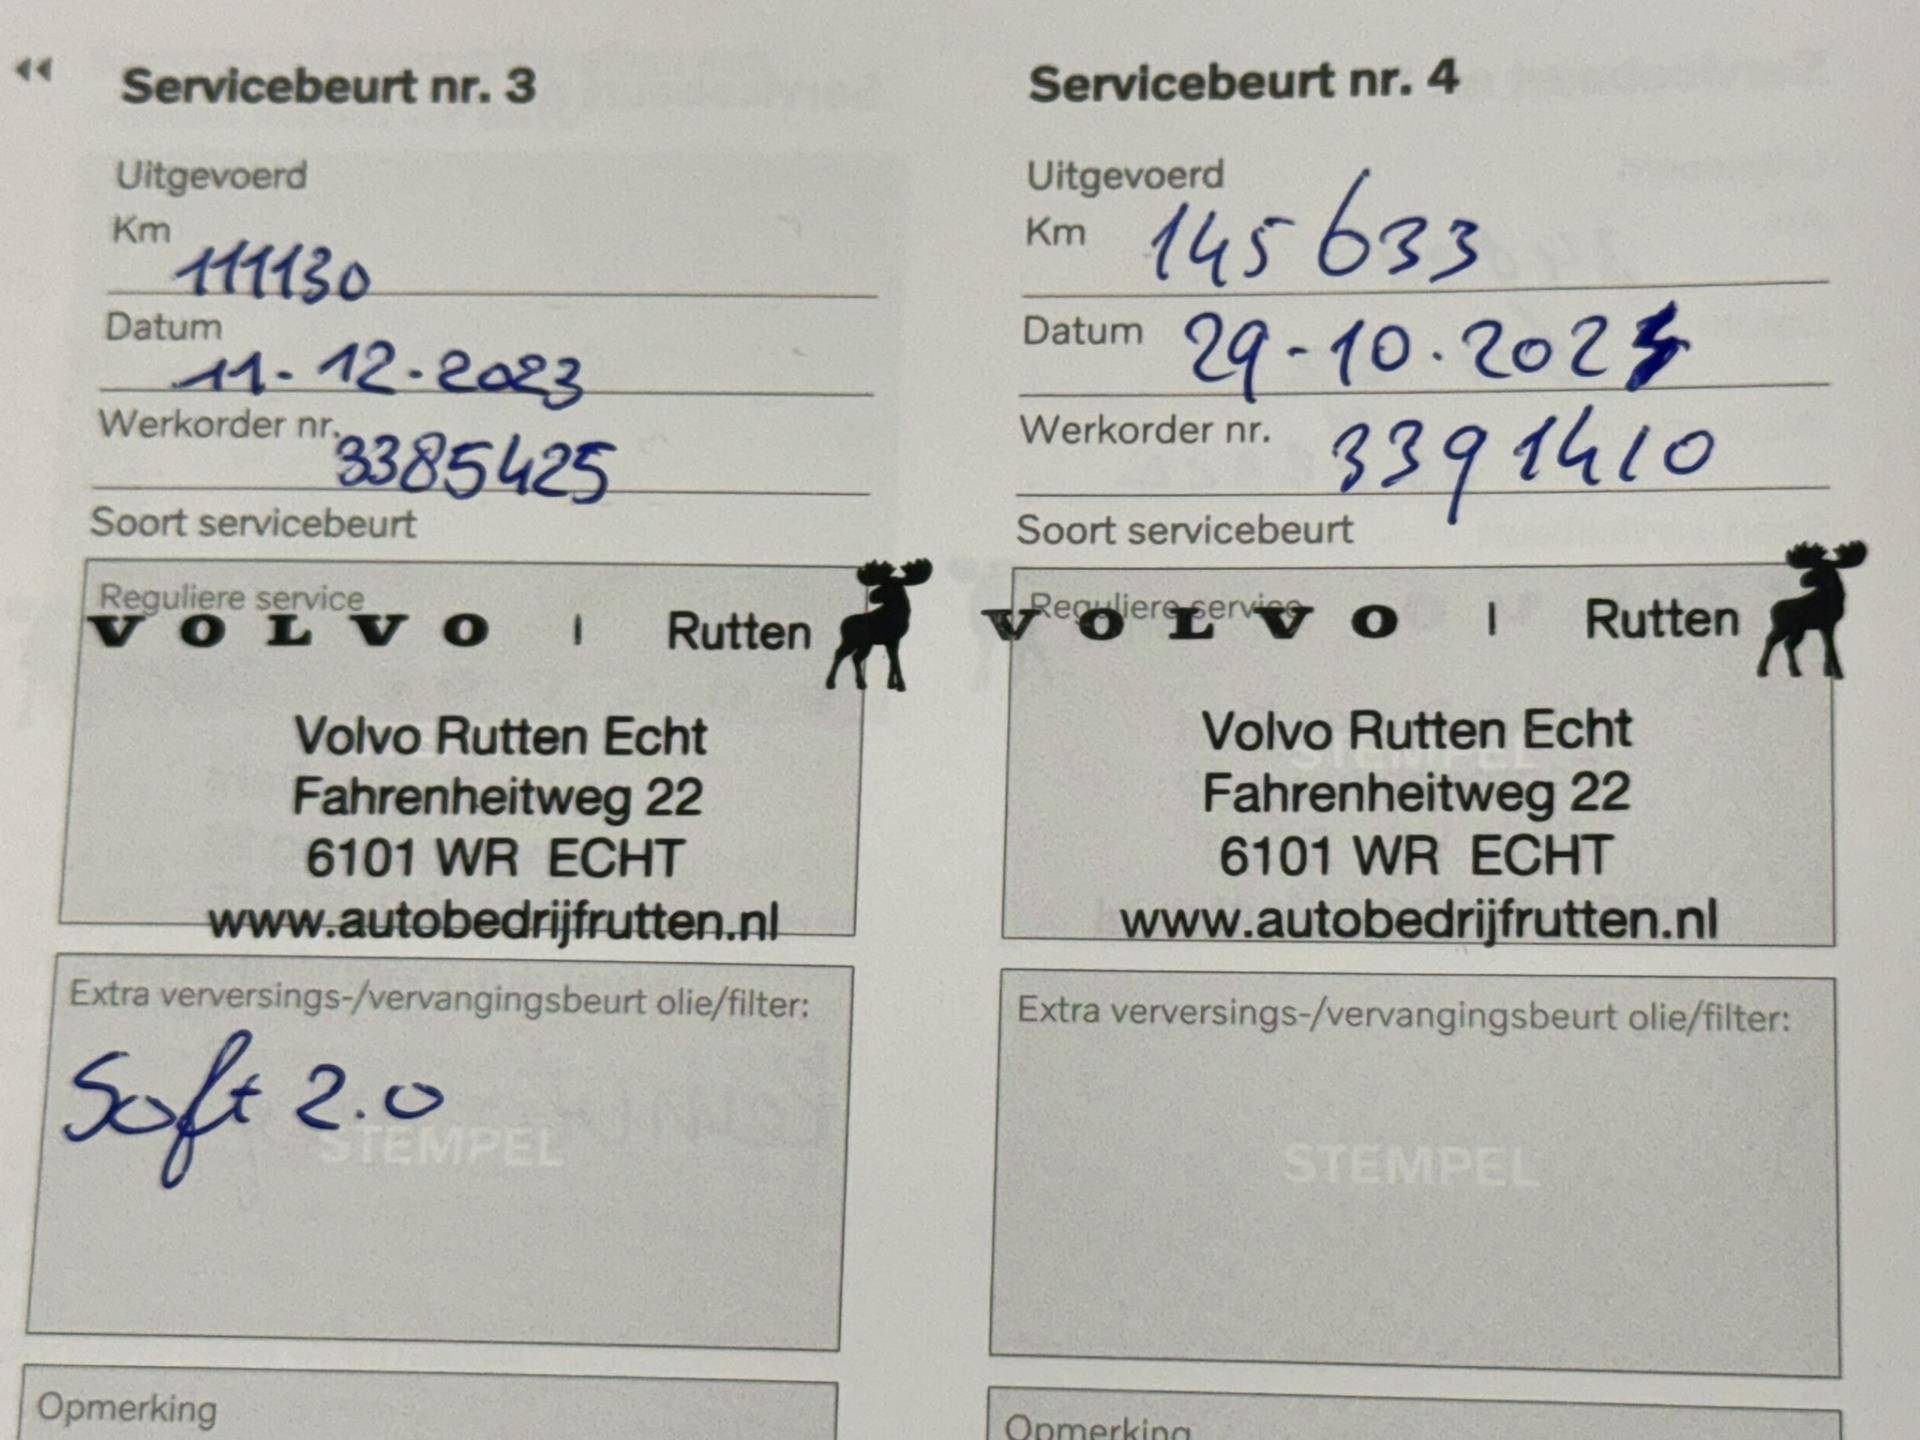 Servicebeurt nr. 3
Uitgevoerd
Km 111130
Datum 11-12-2023
Werkorder nr. 3385425
Soort servicebeurt
Reguliere service
VOLVO | Rutten
Volvo Rutten Echt
Fahrenheitweg 22
6101 WR ECHT
www.autobedrijfrutten.nl
Extra verversings-/vervangingsbeurt olie/filter:
Soft 2.0
STEMPEL
Opmerking
Servicebeurt nr. 4
Uitgevoerd
Km 145633
Datum
Werkorder nr. 3391410
Soort servicebeurt
Reguliere service
VOLVO | Rutten
Volvo Rutten Echt
Fahrenheitweg 22
6101 WR ECHT
www.autobedrijfrutten.nl
Extra verversings-/vervangingsbeurt olie/filter:
STEMPEL
Opmerking